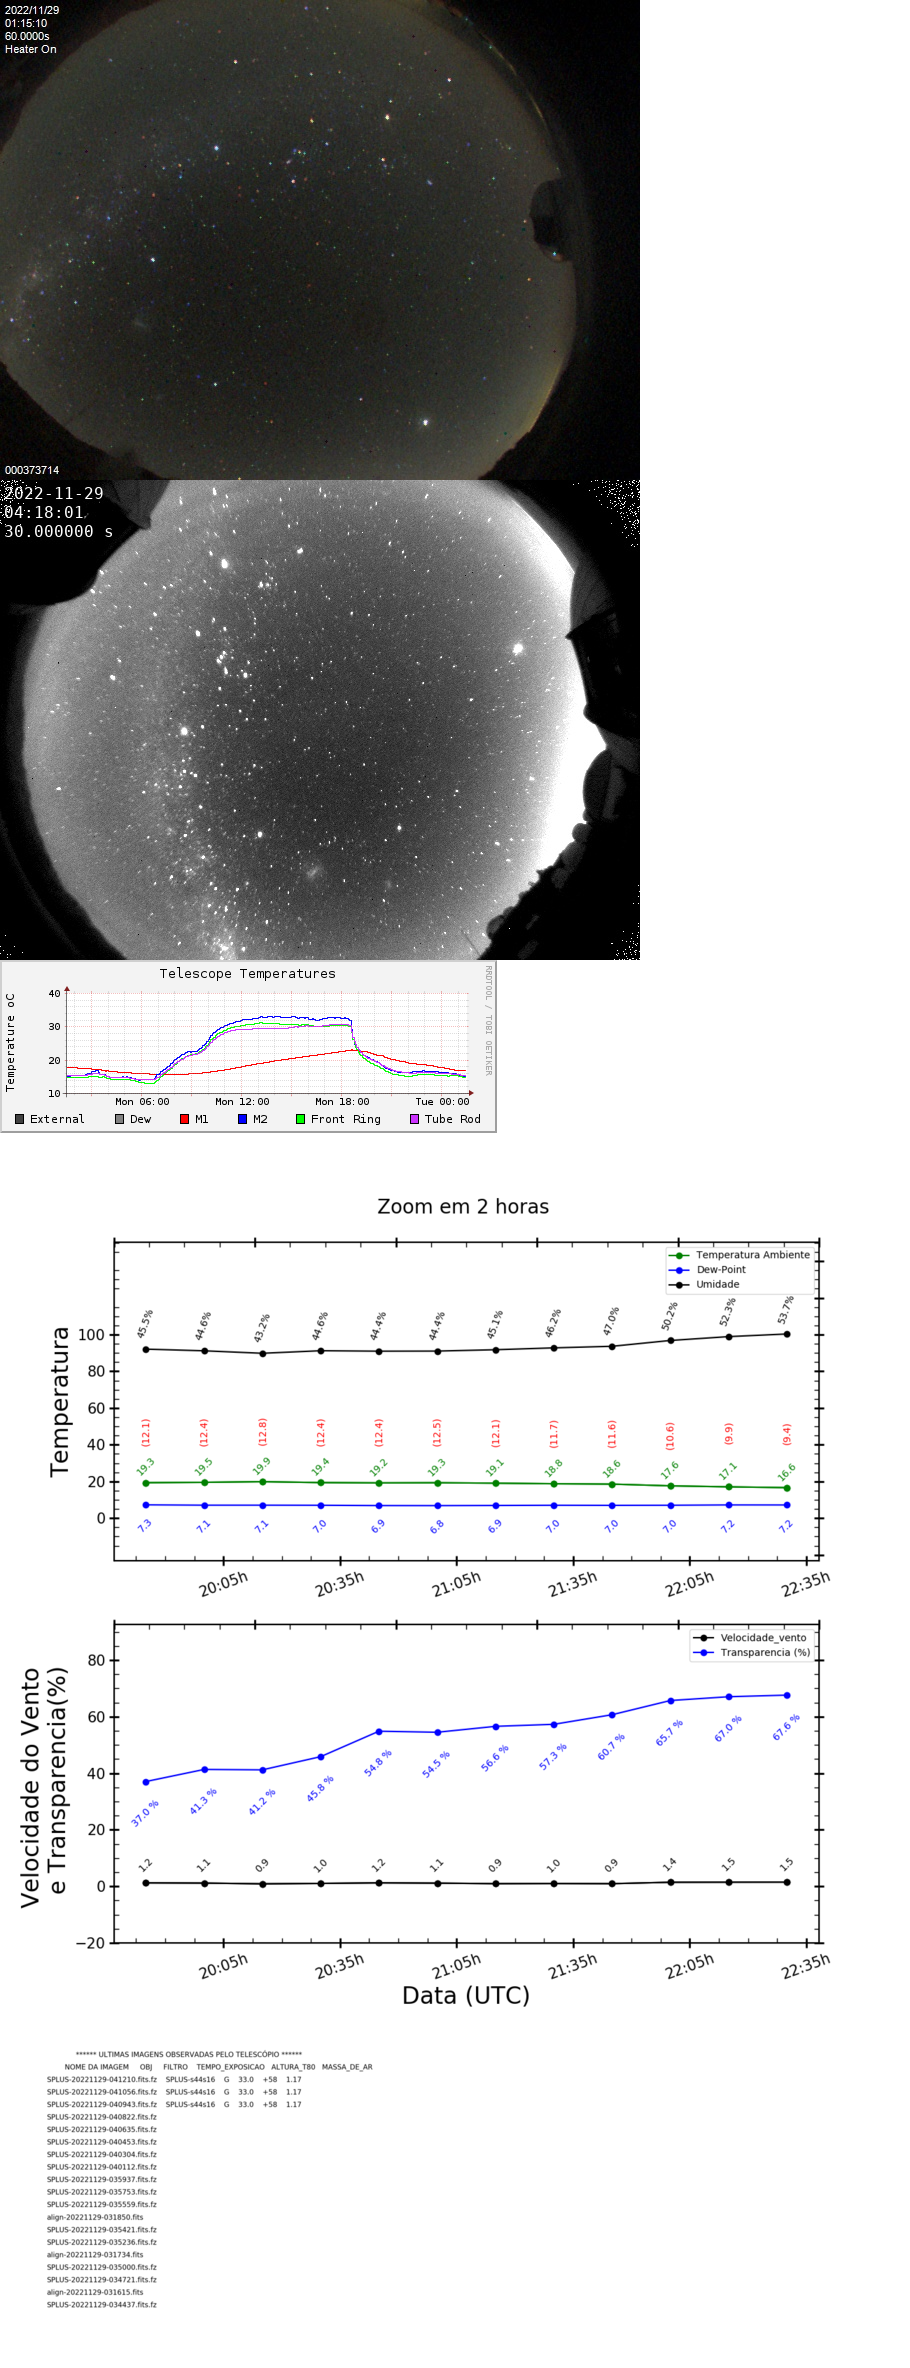 2022/11/29
01:15:10
60.0000s
Heater On
000373714
2022-11-29
04:18:01
30.000000 s
Telescope Temperatures
RRDTOOL / TOBI OETIKER
Temperature oC
40
30
20
10
Mon 06:00 Mon 12:00 Mon 18:00 Tue 00:00
External Dew M1 M2 Front Ring Tube Rod
Zoom em 2 horas
Temperatura Ambiente
Dew-Point
Umidade
Temperatura
100
80
60
40
20
0
45.5% 44.6% 43.2% 44.6% 44.4% 44.4% 45.1% 46.2% 47.0% 50.2% 52.3% 53.7%
(12.1) (12.4) (12.8) (12.4) (12.4) (12.5) (12.1) (11.7) (11.6) (10.6) (9.9) (9.4)
19.3 19.5 19.9 19.4 19.2 19.3 19.1 18.8 18.6 17.6 17.1 16.6
7.3 7.1 7.1 7.0 6.9 6.8 6.9 7.0 7.0 7.0 7.2 7.2
20:05h 20:35h 21:05h 21:35h 22:05h 22:35h
Velocidade_vento
Transparencia (%)
Velocidade do Vento
e Transparencia(%)
80
60
40
20
0
−20
37.0 % 41.3 % 41.2 % 45.8 % 54.8 % 54.5 % 56.6 % 57.3 % 60.7 % 65.7 % 67.0 % 67.6 %
1.2 1.1 0.9 1.0 1.2 1.1 0.9 1.0 0.9 1.4 1.5 1.5
20:05h 20:35h 21:05h 21:35h 22:05h 22:35h
Data (UTC)
****** ULTIMAS IMAGENS OBSERVADAS PELO TELESCÓPIO ******
NOME DA IMAGEM OBJ FILTRO TEMPO_EXPOSICAO ALTURA_T80 MASSA_DE_AR
SPLUS-20221129-041210.fits.fz SPLUS-s44s16 G 33.0 +58 1.17
SPLUS-20221129-041056.fits.fz SPLUS-s44s16 G 33.0 +58 1.17
SPLUS-20221129-040943.fits.fz SPLUS-s44s16 G 33.0 +58 1.17
SPLUS-20221129-040822.fits.fz
SPLUS-20221129-040635.fits.fz
SPLUS-20221129-040453.fits.fz
SPLUS-20221129-040304.fits.fz
SPLUS-20221129-040112.fits.fz
SPLUS-20221129-035937.fits.fz
SPLUS-20221129-035753.fits.fz
SPLUS-20221129-035559.fits.fz
align-20221129-031850.fits
SPLUS-20221129-035421.fits.fz
SPLUS-20221129-035236.fits.fz
align-20221129-031734.fits
SPLUS-20221129-035000.fits.fz
SPLUS-20221129-034721.fits.fz
align-20221129-031615.fits
SPLUS-20221129-034437.fits.fz